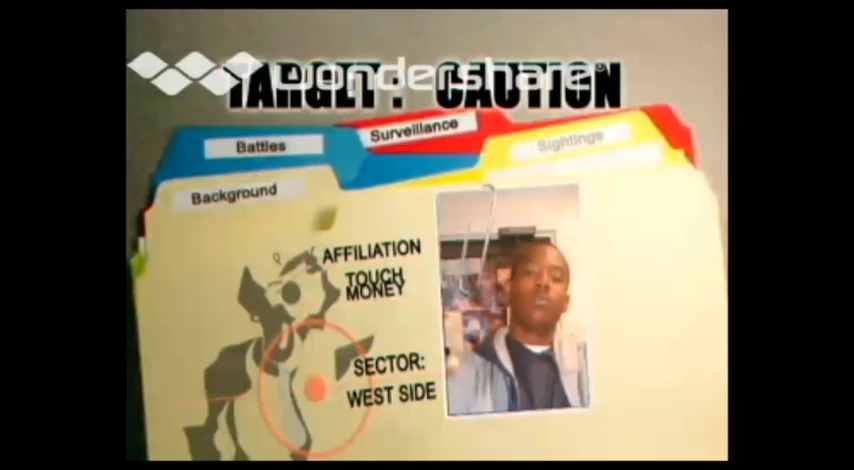 wondershare
TARGET: CAUTION
Battles
Surveillance
Sightings
Background
AFFILIATION
TOUCH
MONEY
SECTOR:
WEST SIDE